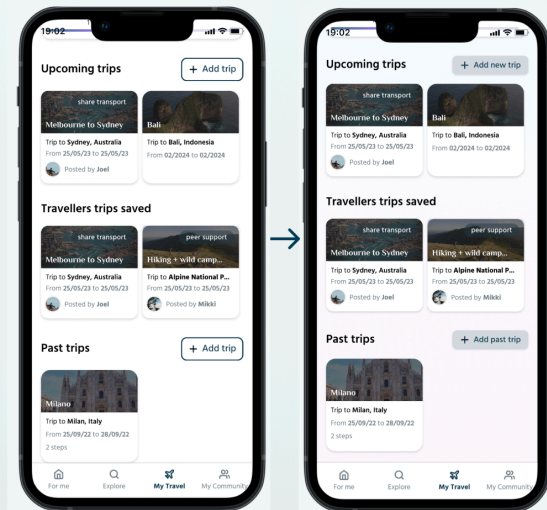 19:02
Upcoming trips
+ Add trip
share transport
Melbourne to Sydney
Bali
Trip to Sydney, Australia
Trip to Bali, Indonesia
From 25/05/23 to 25/05/23
From 02/2024 to 02/2024
Posted by Joel
Travellers trips saved
share transport
peer support
Melbourne to Sydney
Hiking + wild camp...
Trip to Sydney, Australia
Trip to Alpine National P...
From 25/05/23 to 25/05/23
From 25/05/23 to 25/05/23
Posted by Joel
Posted by Mikki
Past trips
+ Add trip
Milano
Trip to Milan, Italy
From 25/09/22 to 28/09/22
2 steps
For me
Explore
My Travel
My Community
19:02
Upcoming trips
+ Add new trip
share transport
Melbourne to Sydney
Bali
Trip to Sydney, Australia
Trip to Bali, Indonesia
From 25/05/23 to 25/05/23
From 02/2024 to 02/2024
Posted by Joel
Travellers trips saved
share transport
peer support
Melbourne to Sydney
Hiking + wild camp...
Trip to Sydney, Australia
Trip to Alpine National P...
From 25/05/23 to 25/05/23
From 25/05/23 to 25/05/23
Posted by Joel
Posted by Mikki
Past trips
+ Add past trip
Milano
Trip to Milan, Italy
From 25/09/22 to 28/09/22
2 steps
For me
Explore
My Travel
My Community